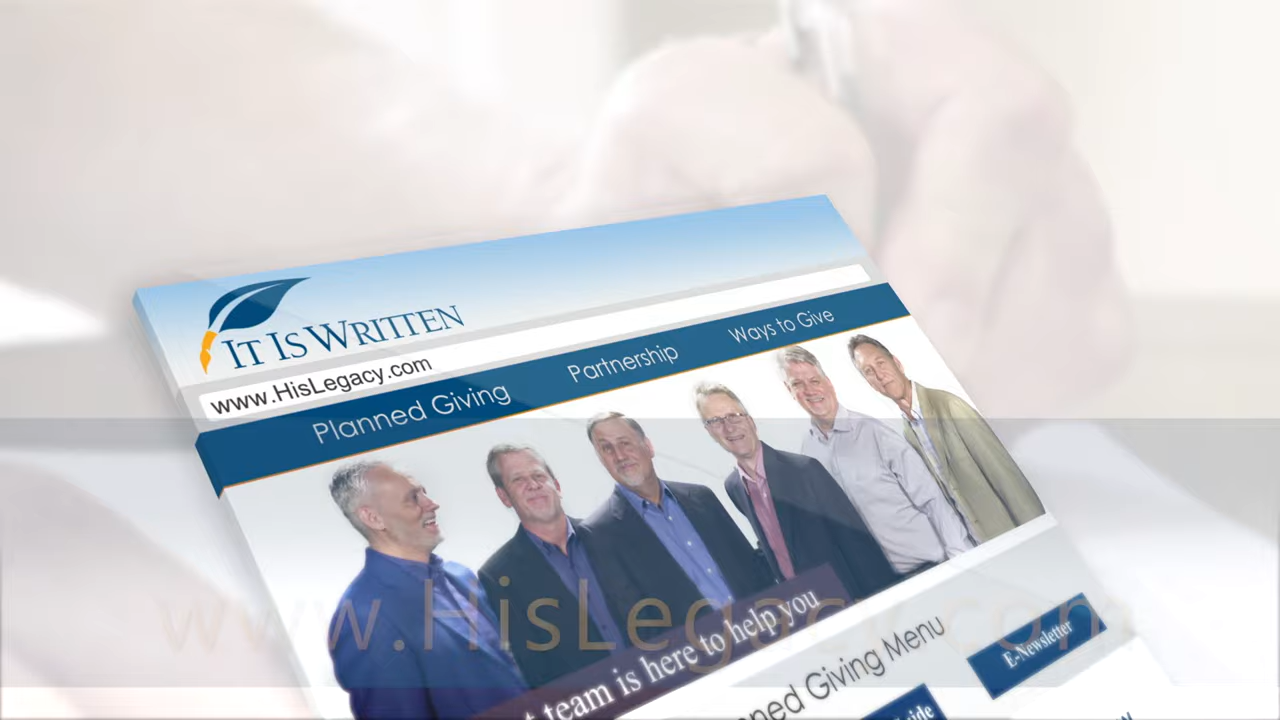 IT IS WRITTEN
www.HisLegacy.com
Planned Giving Partnership Ways to Give
team is here to help you
Giving Menu
E-Newsletter
www.HisLegacy.com